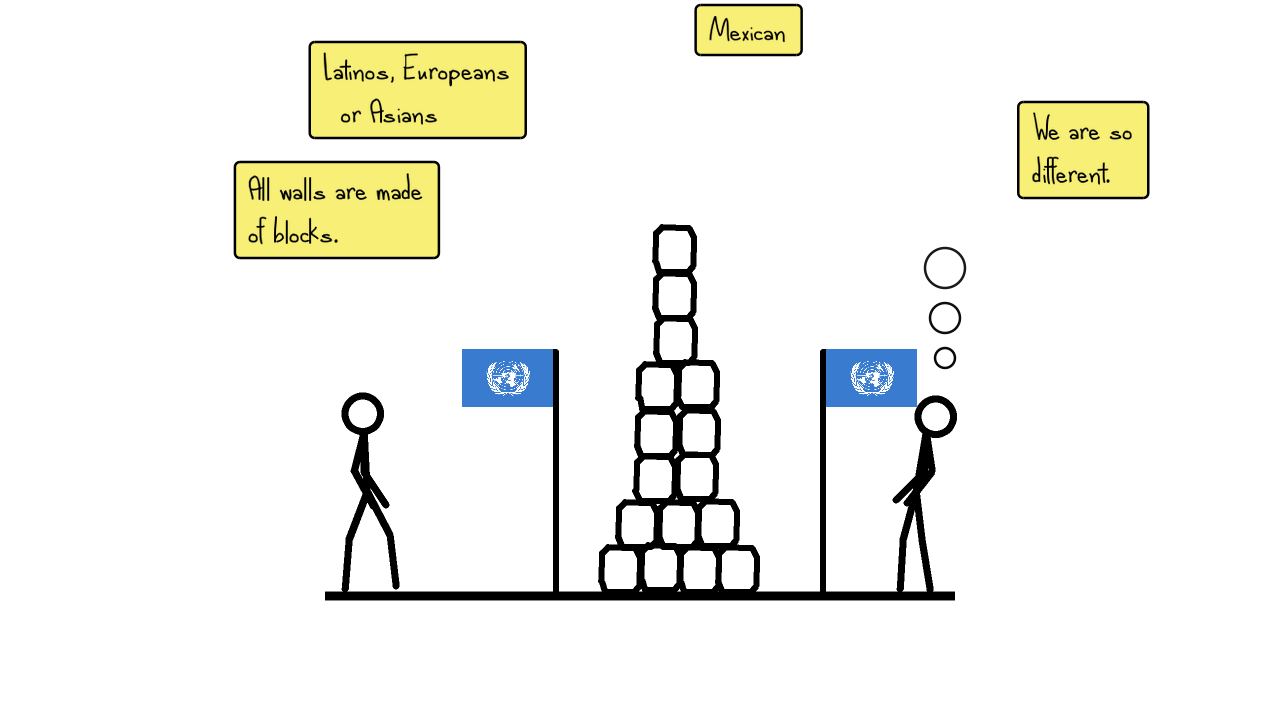 Mexican
Latinos, Europeans
or Asians
We are so
different.
All walls are made
of blocks.